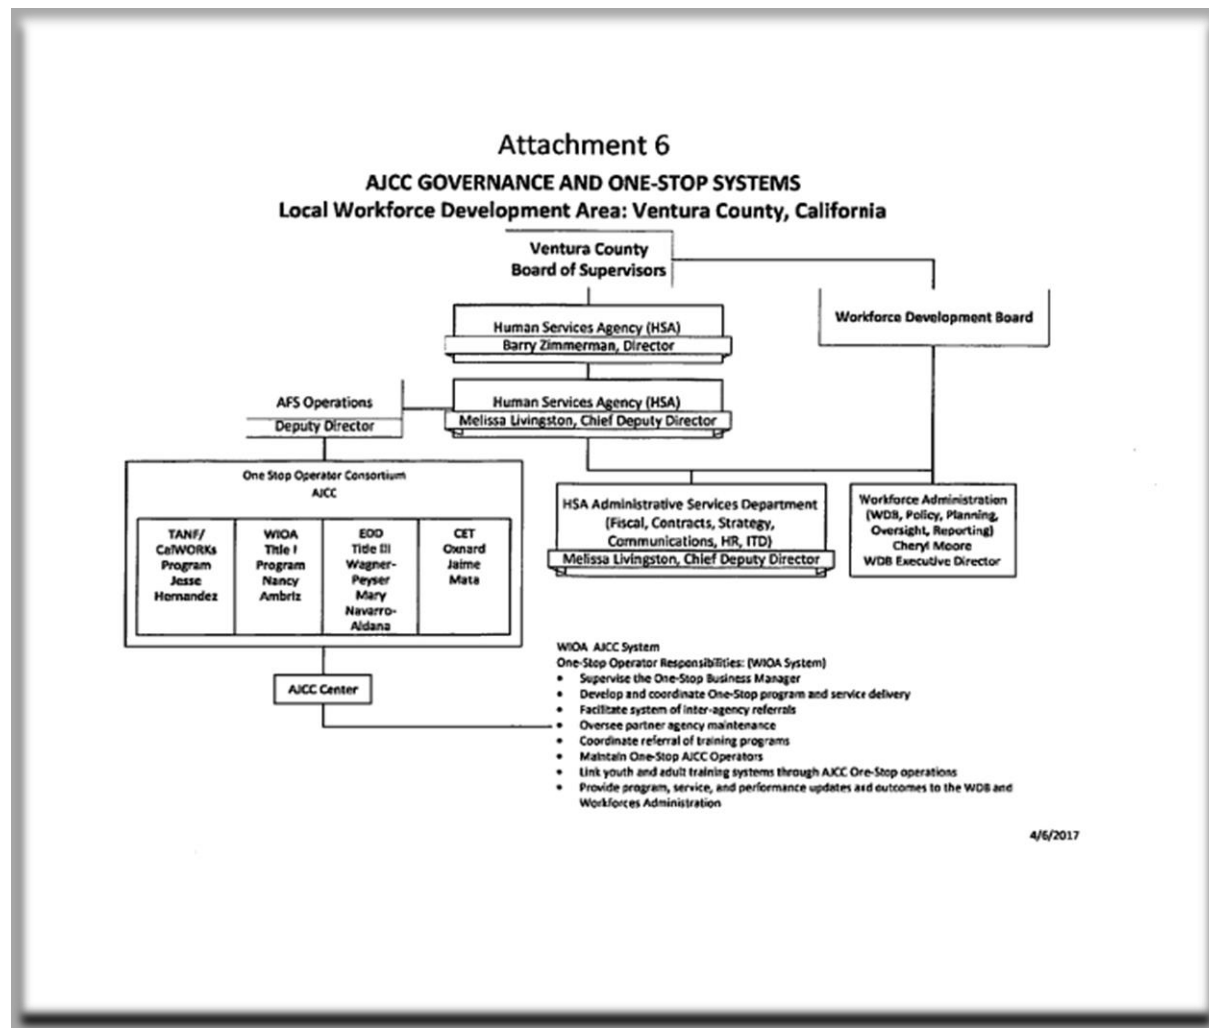 Attachment 6
AJCC GOVERNANCE AND ONE-STOP SYSTEMS
Local Workforce Development Area: Ventura County, California
Ventura County
Board of Supervisors
Workforce Development Board
Human Services Agency (HSA)
Barry Zimmerman, Director
AFS Operations
Deputy Director
Human Services Agency (HSA)
Melissa Livingston, Chief Deputy Director
One Stop Operator Consortium
AJCC
TANF/
CalWORKs
Program
Jesse
Hernandez
WIOA
Title I
Program
Nancy
Ambriz
EDD
Title III
Wagner-
Peyser
Mary
Navarro-
Aldana
CET
Oxnard
Jaime
Mata
HSA Administrative Services Department
(Fiscal, Contracts, Strategy,
Communications, HR, ITD)
Melissa Livingston, Chief Deputy Director
Workforce Administration
(WDB, Policy, Planning,
Oversight, Reporting)
Cheryl Moore
WDB Executive Director
AJCC Center
WIOA AJCC System
One-Stop Operator Responsibilities: (WIOA System)
• Supervise the One-Stop Business Manager
• Develop and coordinate One-Stop program and service delivery
• Facilitate system of inter-agency referrals
• Oversee partner agency maintenance
• Coordinate referral of training programs
• Maintain One-Stop AJCC Operators
• Link youth and adult training systems through AJCC One-Stop operations
• Provide program, service, and performance updates and outcomes to the WDB and
Workforces Administration
4/6/2017